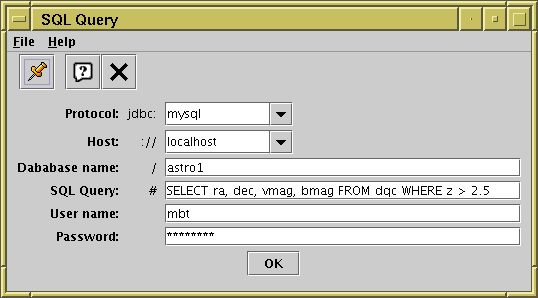 SQL Query
File Help
Protocol: jdbc: mysql
Host: :// localhost
Dababase name: / astro1
SQL Query: # SELECT ra, dec, vmag, bmag FROM dqc WHERE z > 2.5
User name: mbt
Password: ********
OK